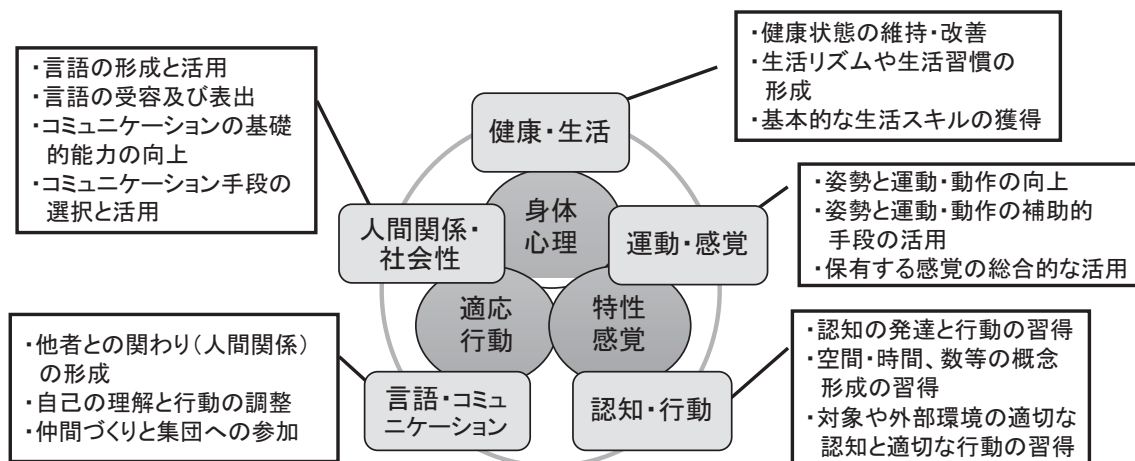 ・言語の形成と活用
・言語の受容及び表出
・コミュニケーションの基礎
的能力の向上
・コミュニケーション手段の
選択と活用
・健康状態の維持・改善
・生活リズムや生活習慣の
形成
・基本的な生活スキルの獲得
健康・生活
身体
心理
人間関係・
社会性
運動・感覚
・姿勢と運動・動作の向上
・姿勢と運動・動作の補助的
手段の活用
・保有する感覚の総合的な活用
適応
行動
特性
感覚
・他者との関わり(人間関係)
の形成
・自己の理解と行動の調整
・仲間づくりと集団への参加
言語・コミュ
ニケーション
認知・行動
・認知の発達と行動の習得
・空間・時間、数等の概念
形成の習得
・対象や外部環境の適切な
認知と適切な行動の習得